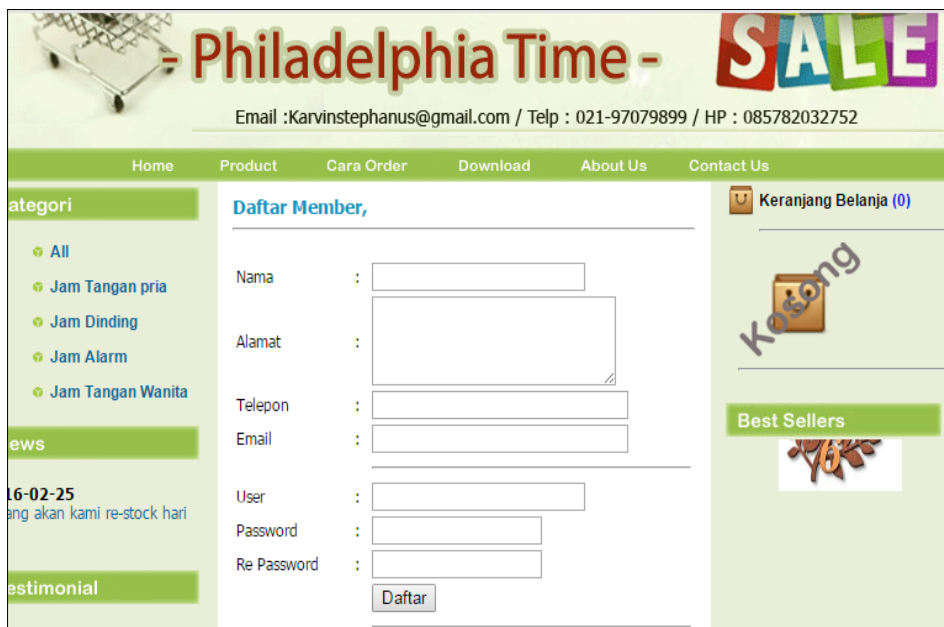 - Philadelphia Time -
SALE
Email :Karvinstephanus@gmail.com / Telp : 021-97079899 / HP : 085782032752
Home Product Cara Order Download About Us Contact Us
ategori
All
Jam Tangan pria
Jam Dinding
Jam Alarm
Jam Tangan Wanita
ews
16-02-25
ang akan kami re-stock hari
estimonial
Daftar Member,
Nama :
Alamat :
Telepon :
Email :
User :
Password :
Re Password :
Daftar
Keranjang Belanja (0)
Kosong
Best Sellers
6